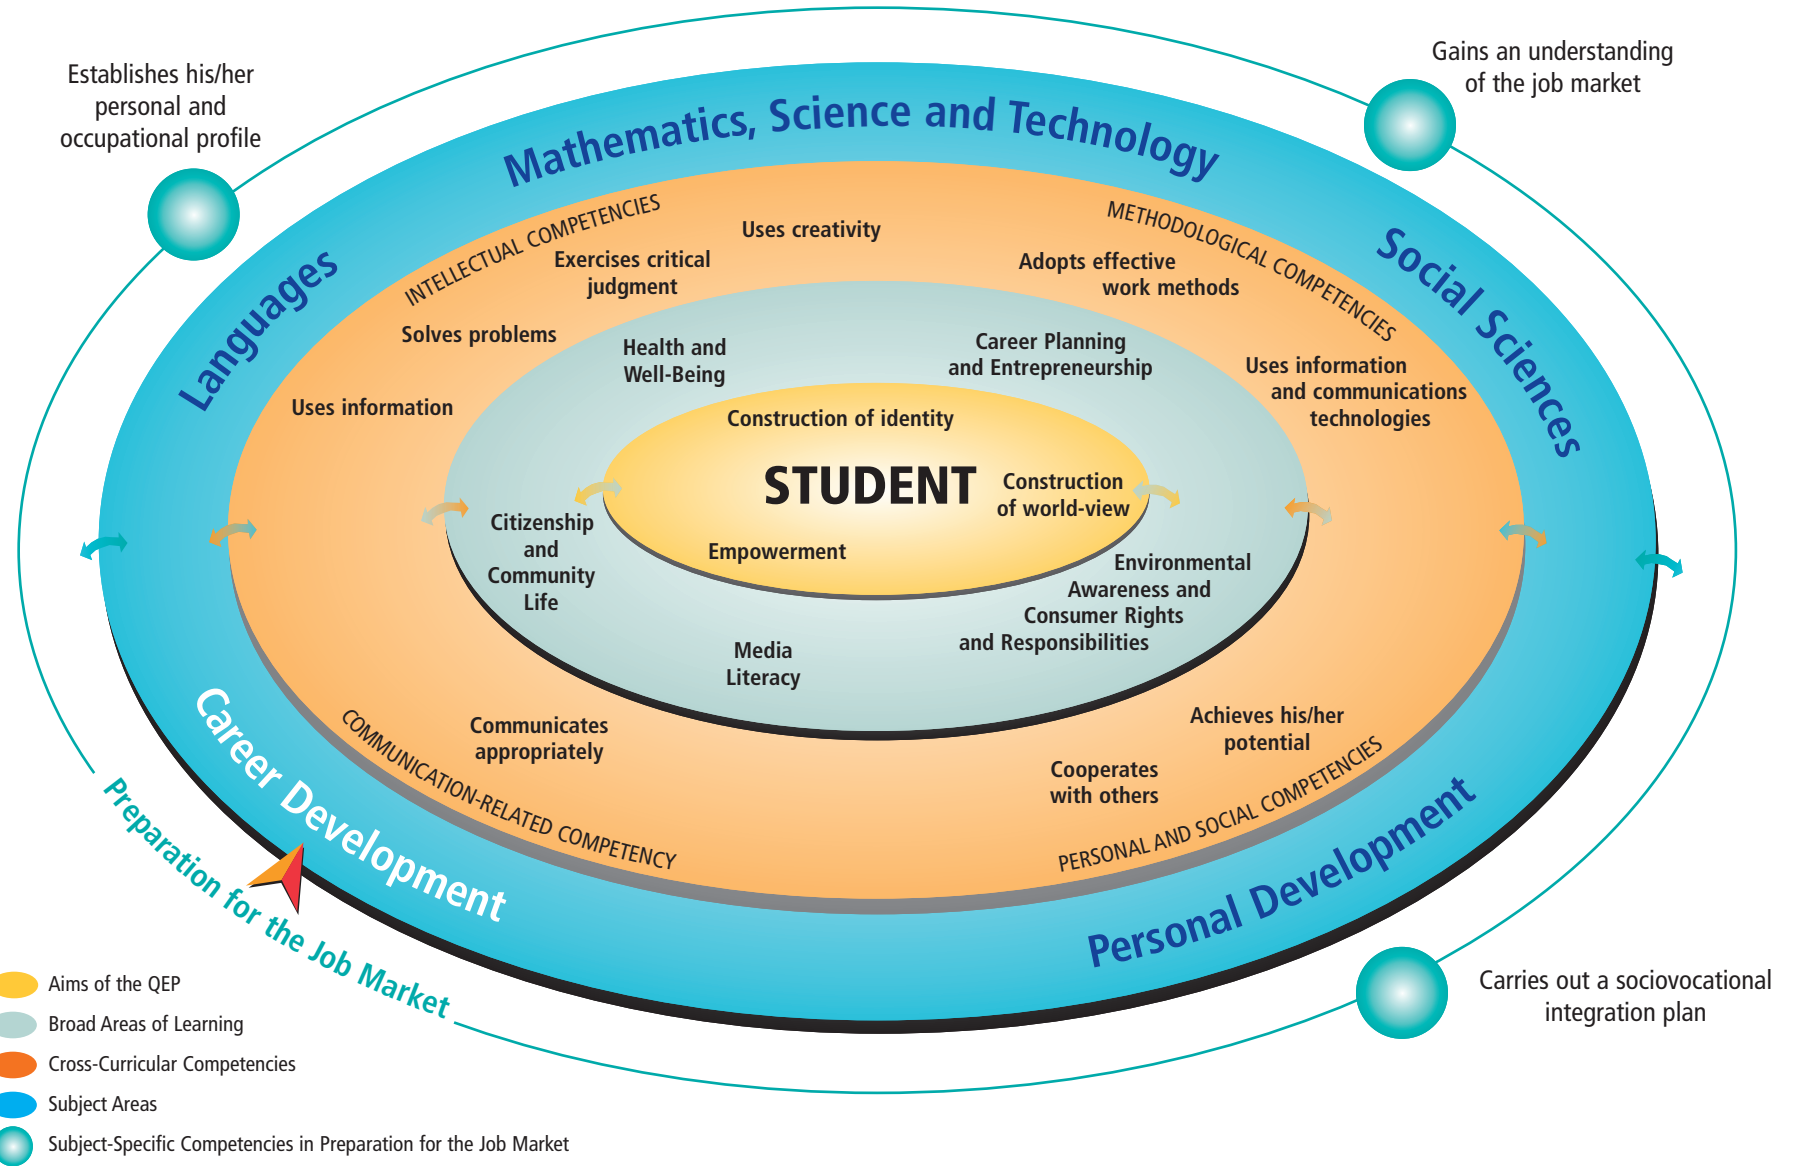 Establishes his/her
personal and
occupational profile
Gains an understanding
of the job market
Mathematics, Science and Technology
Languages
Social Sciences
INTELLECTUAL COMPETENCIES
METHODOLOGICAL COMPETENCIES
Uses creativity
Exercises critical
judgment
Adopts effective
work methods
Solves problems
Uses information
Uses information
and communications
technologies
Health and
Well-Being
Career Planning
and Entrepreneurship
Construction of identity
STUDENT
Construction
of world-view
Empowerment
Citizenship
and
Community
Life
Environmental
Awareness and
Consumer Rights
and Responsibilities
Media
Literacy
Communicates
appropriately
Achieves his/her
potential
Cooperates
with others
COMMUNICATION-RELATED COMPETENCY
PERSONAL AND SOCIAL COMPETENCIES
Career Development
Personal Development
Preparation for the Job Market
Carries out a sociovocational
integration plan
Aims of the QEP
Broad Areas of Learning
Cross-Curricular Competencies
Subject Areas
Subject-Specific Competencies in Preparation for the Job Market